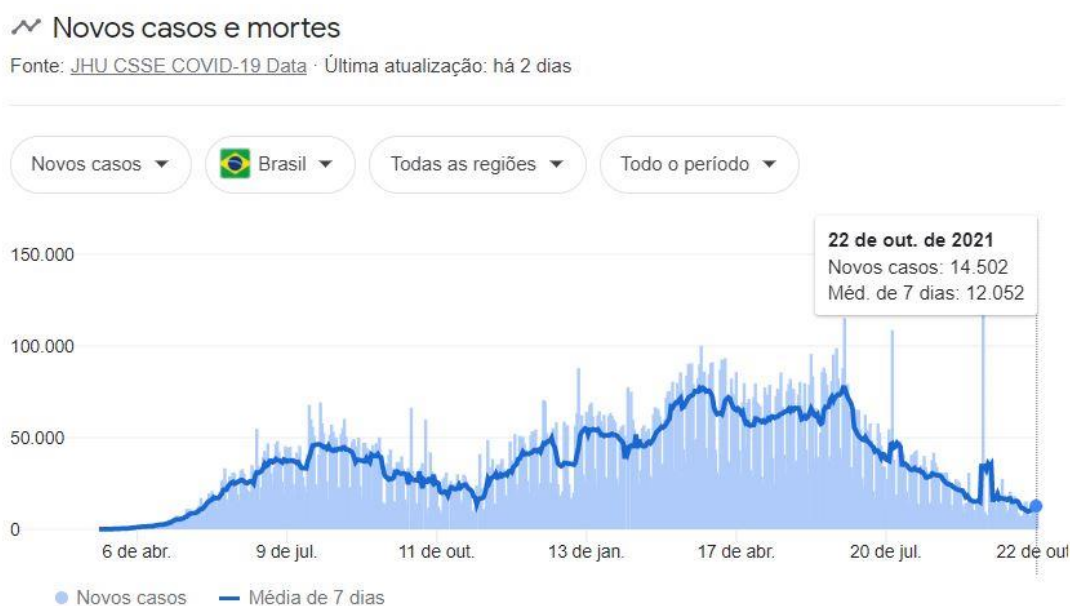 Novos casos e mortes
Fonte: JHU CSSE COVID-19 Data · Última atualização: há 2 dias
Novos casos Brasil Todas as regiões Todo o período
22 de out. de 2021
Novos casos: 14.502
Méd. de 7 dias: 12.052
150.000
100.000
50.000
0
6 de abr. 9 de jul. 11 de out. 13 de jan. 17 de abr. 20 de jul. 22 de out
Novos casos Média de 7 dias